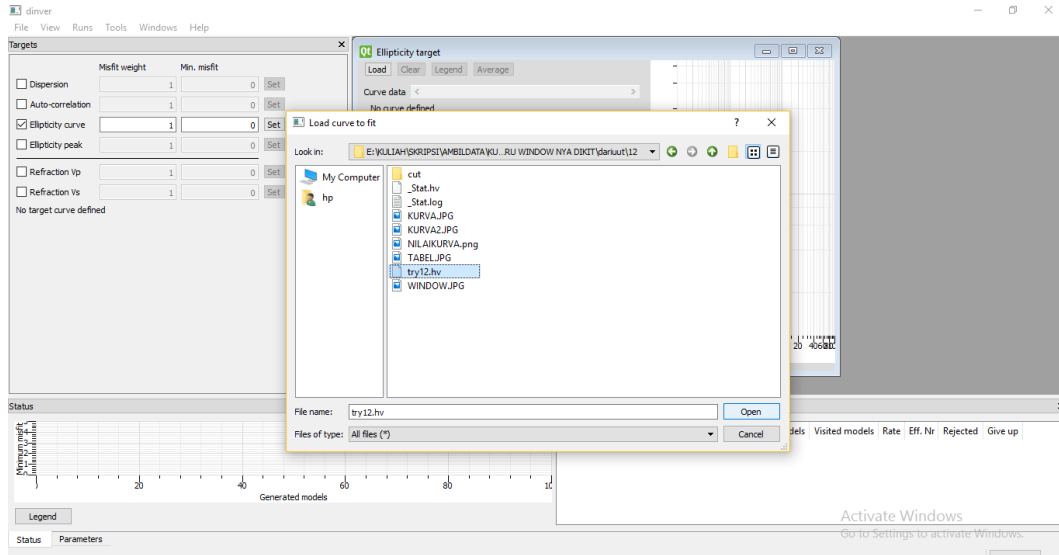 dinver
File View Runs Tools Windows Help
Targets
Misfit weight Min. misfit
Dispersion 1 0 Set
Auto-correlation 1 0 Set
Ellipticity curve 1 0 Set
Ellipticity peak 1 0 Set
Refraction Vp 1 0 Set
Refraction Vs 1 0 Set
No target curve defined
Qt Ellipticity target
Load Clear Legend Average
Curve data
No curve defined
Load curve to fit ?
Look in: E:\KULIAH\SKRIPSI\AMBILDATA\KU...RU WINDOW NYA DIKIT\dariuut\12
My Computer
hp
cut
_Stat.hv
_Stat.log
KURVA.JPG
KURVA2.JPG
NILAIKURVA.png
TABEL.JPG
try12.hv
WINDOW.JPG
File name: try12.hv Open
Files of type: All files (*) Cancel
20
Status
Minimum misfit
20 40 60 80
Generated models
Legend
Status Parameters
Visited models Rate Eff. Nr Rejected Give up
Activate Windows
Go to Settings to activate Windows.